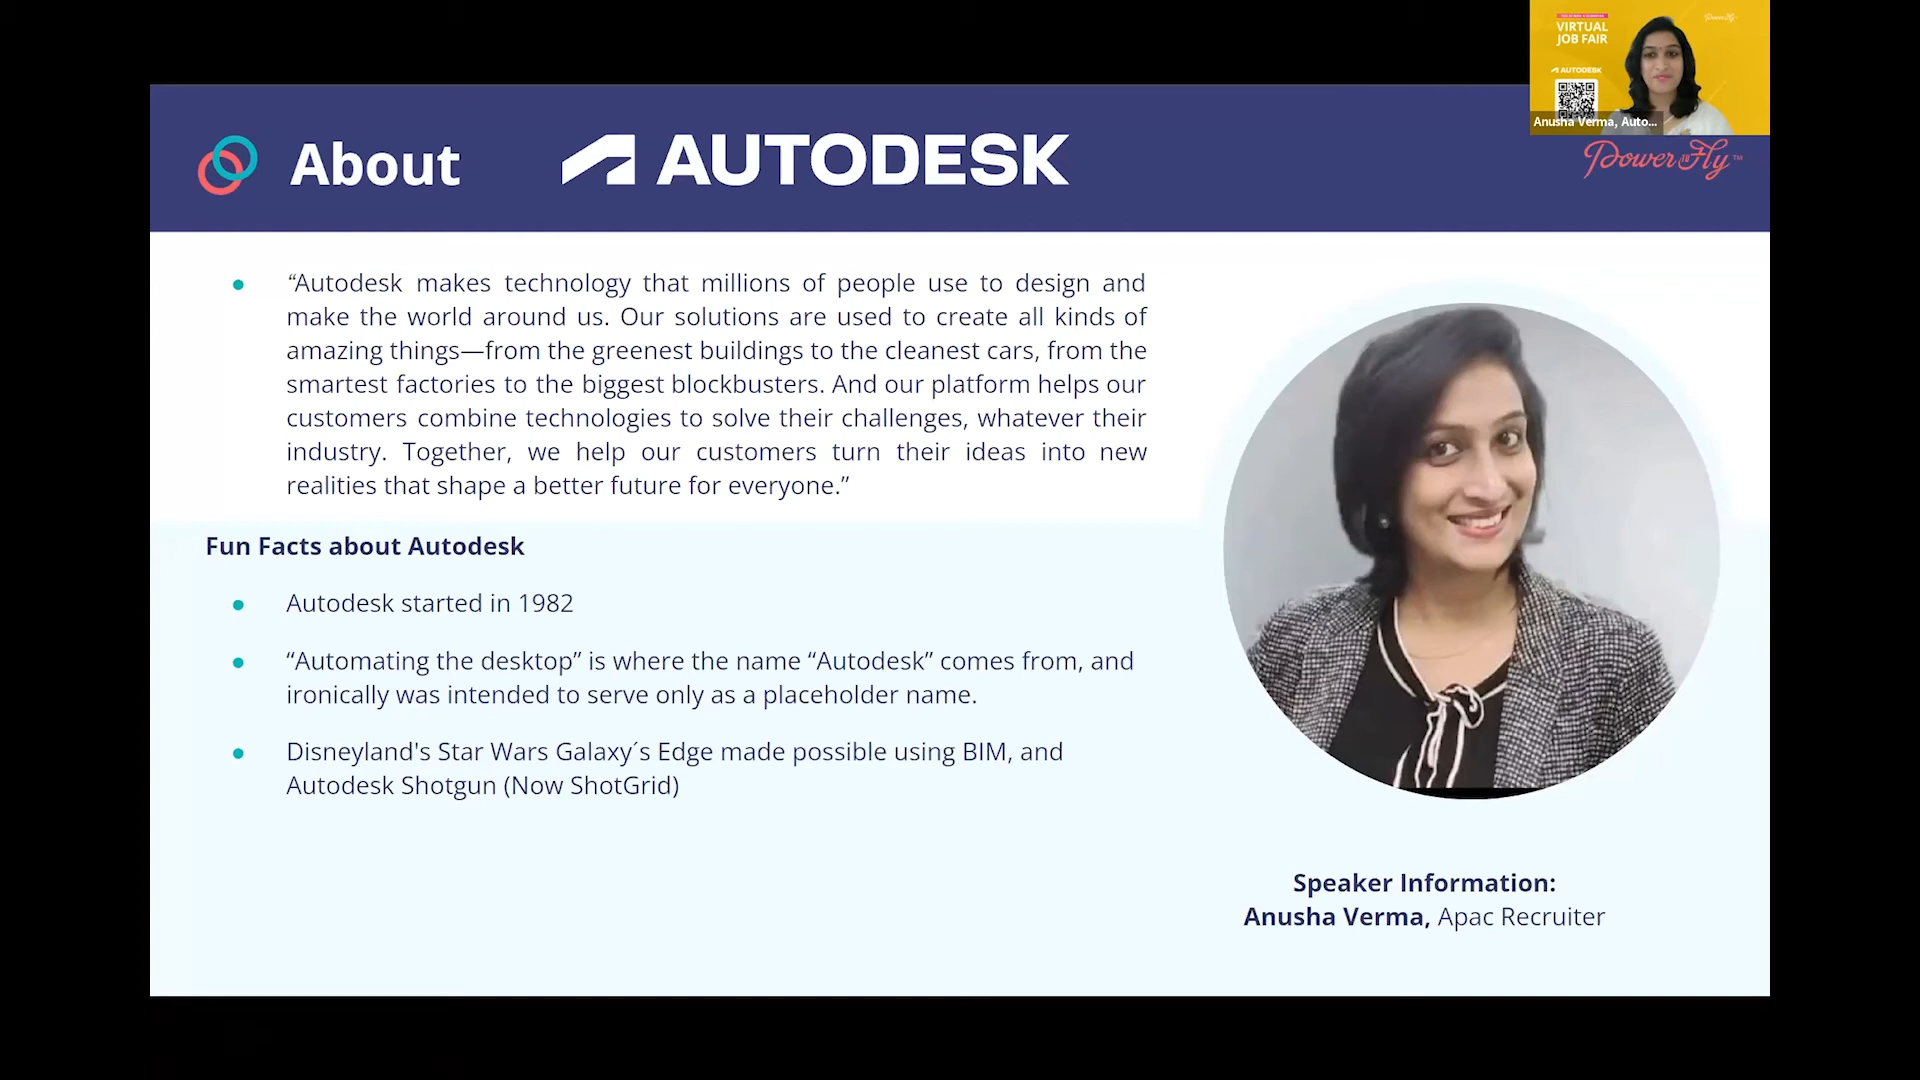 VIRTUAL
JOB FAIR
AUTODESK
Anusha Verma, Auto...
About
AUTODESK
PowerToFly™
“Autodesk makes technology that millions of people use to design and
make the world around us. Our solutions are used to create all kinds of
amazing things—from the greenest buildings to the cleanest cars, from the
smartest factories to the biggest blockbusters. And our platform helps our
customers combine technologies to solve their challenges, whatever their
industry. Together, we help our customers turn their ideas into new
realities that shape a better future for everyone.”
Fun Facts about Autodesk
Autodesk started in 1982
“Automating the desktop” is where the name “Autodesk” comes from, and
ironically was intended to serve only as a placeholder name.
Disneyland's Star Wars Galaxy´s Edge made possible using BIM, and
Autodesk Shotgun (Now ShotGrid)
Speaker Information:
Anusha Verma, Apac Recruiter